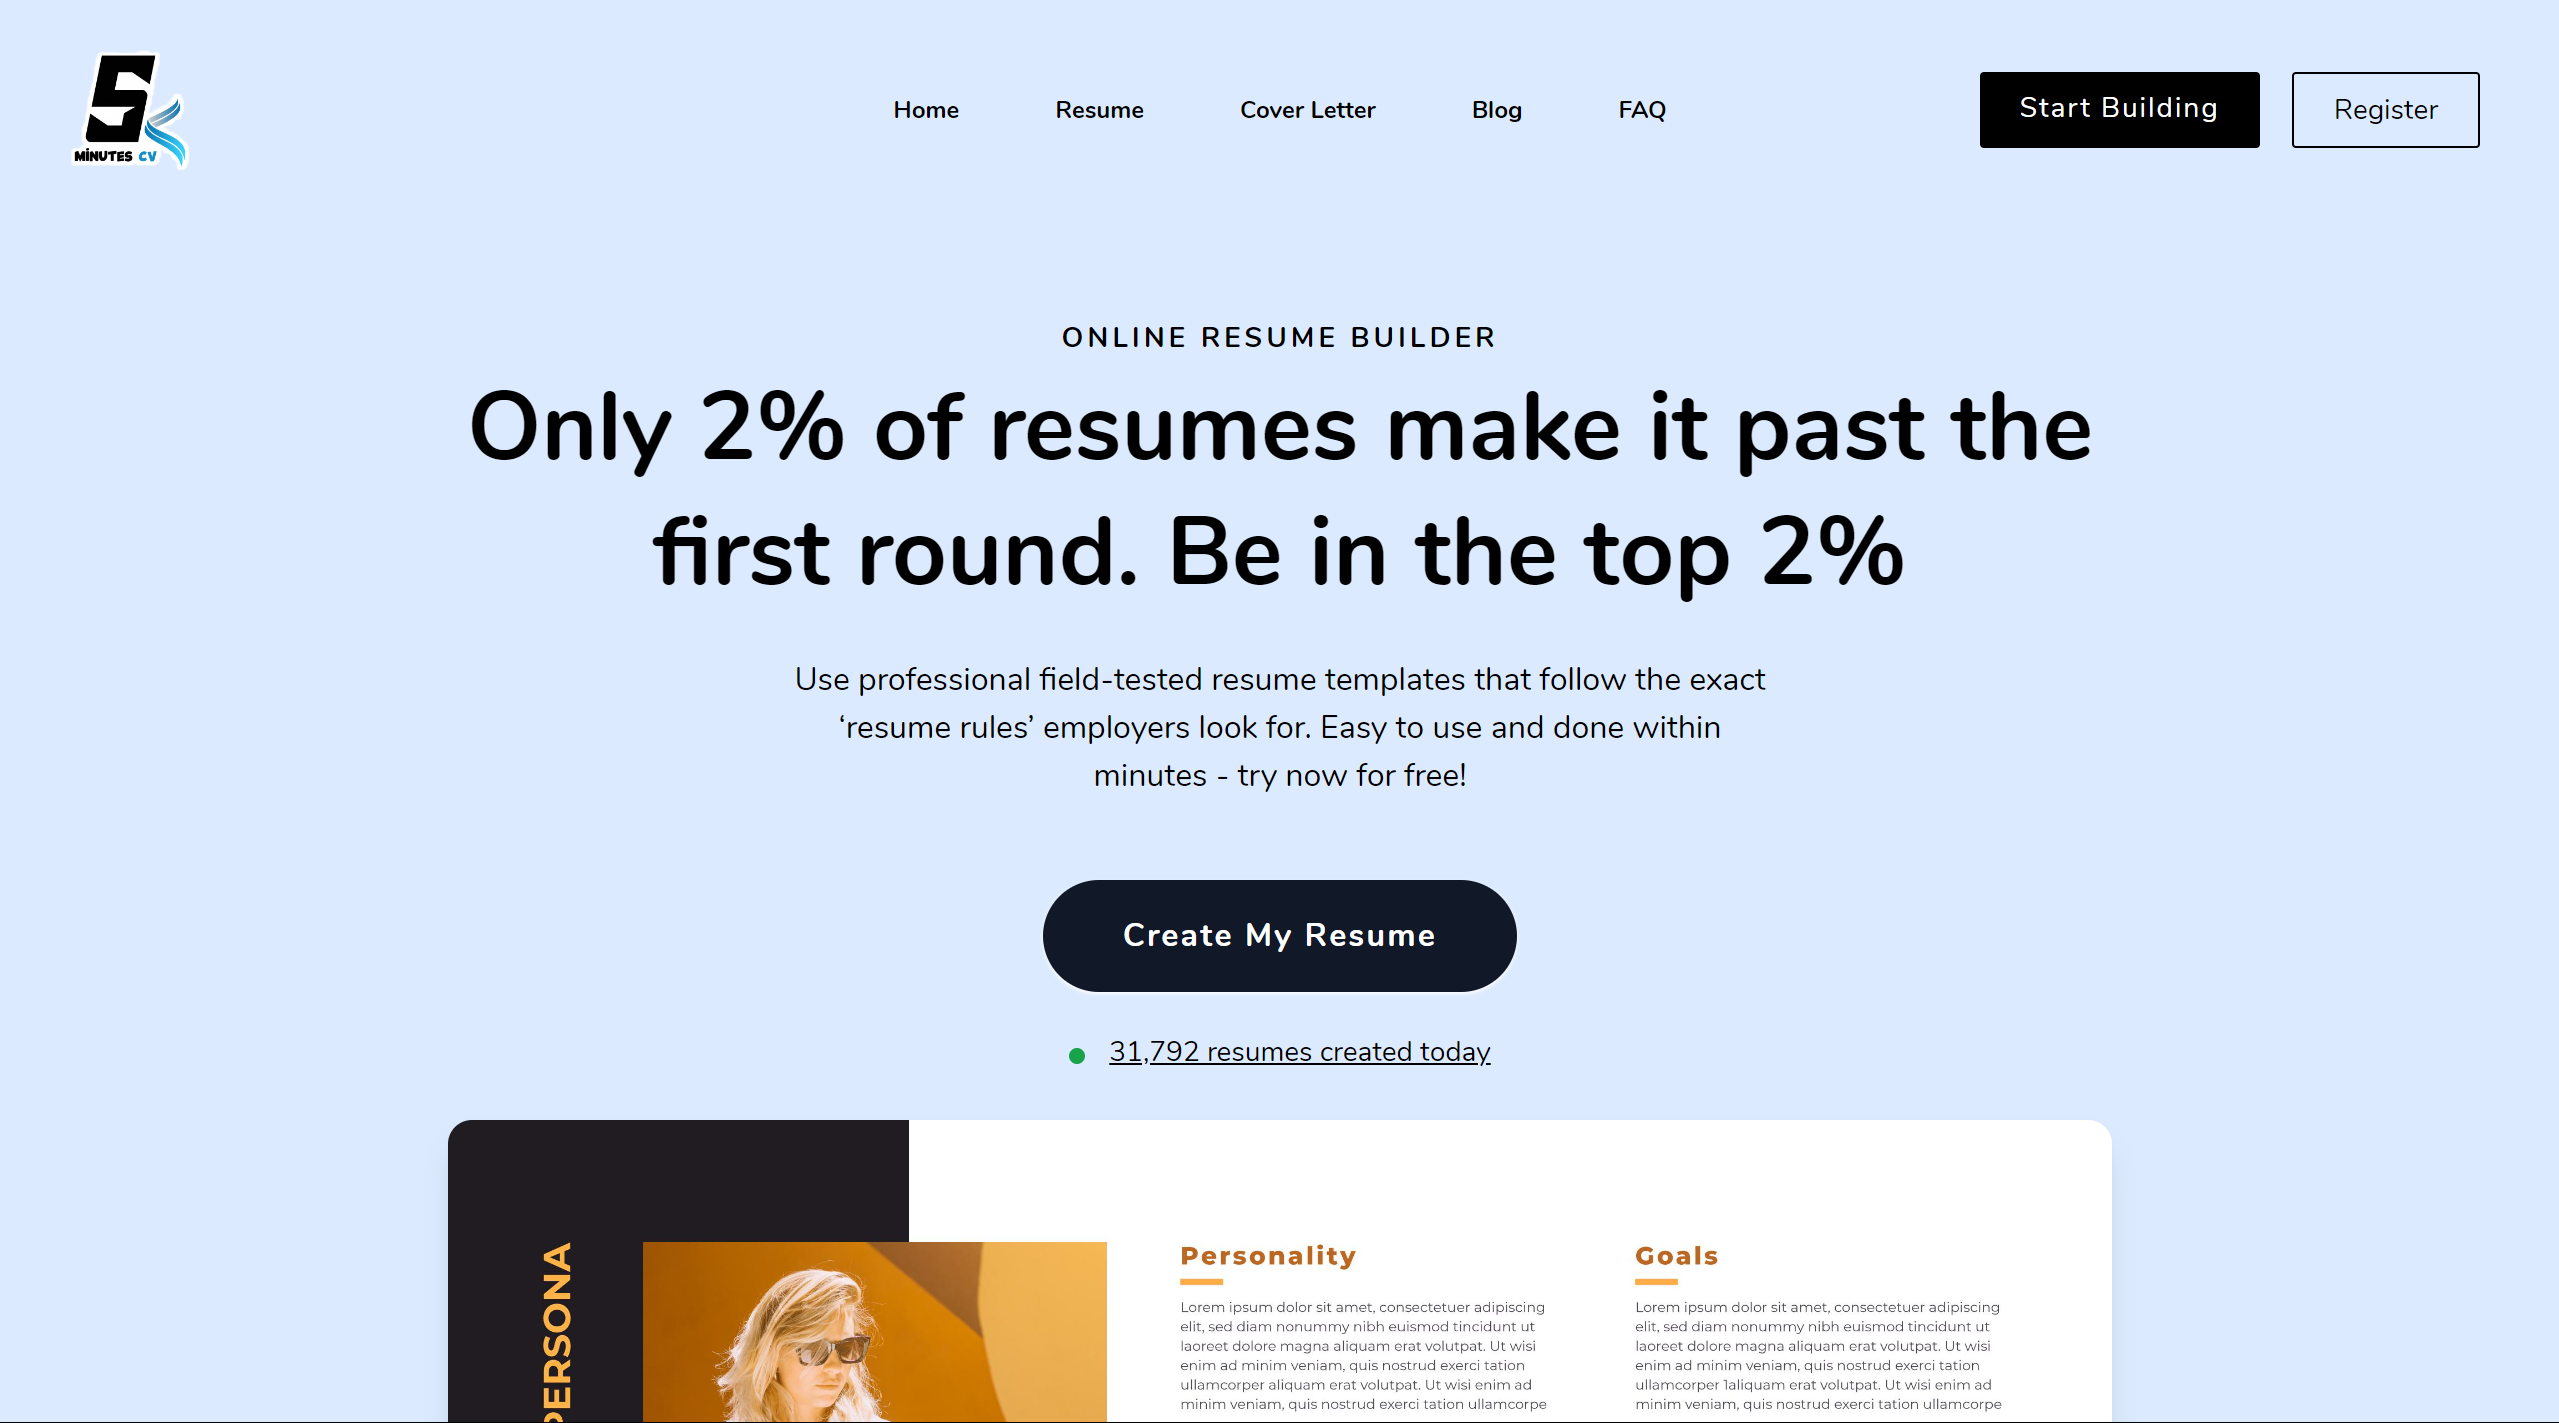 5
MINUTES CV
Home
Resume
Cover Letter
Blog
FAQ
Start Building
Register
ONLINE RESUME BUILDER
Only 2% of resumes make it past the
first round. Be in the top 2%
Use professional field-tested resume templates that follow the exact
‘resume rules’ employers look for. Easy to use and done within
minutes - try now for free!
Create My Resume
31,792 resumes created today
PERSONA
Personality
Lorem ipsum dolor sit amet, consectetuer adipiscing
elit, sed diam nonummy nibh euismod tincidunt ut
laoreet dolore magna aliquam erat volutpat. Ut wisi
enim ad minim veniam, quis nostrud exerci tation
ullamcorper aliquam erat volutpat. Ut wisi enim ad
minim veniam, quis nostrud exerci tation ullamcorpe
Goals
Lorem ipsum dolor sit amet, consectetuer adipiscing
elit, sed diam nonummy nibh euismod tincidunt ut
laoreet dolore magna aliquam erat volutpat. Ut wisi
enim ad minim veniam, quis nostrud exerci tation
ullamcorper 1aliquam erat volutpat. Ut wisi enim ad
minim veniam, quis nostrud exerci tation ullamcorpe